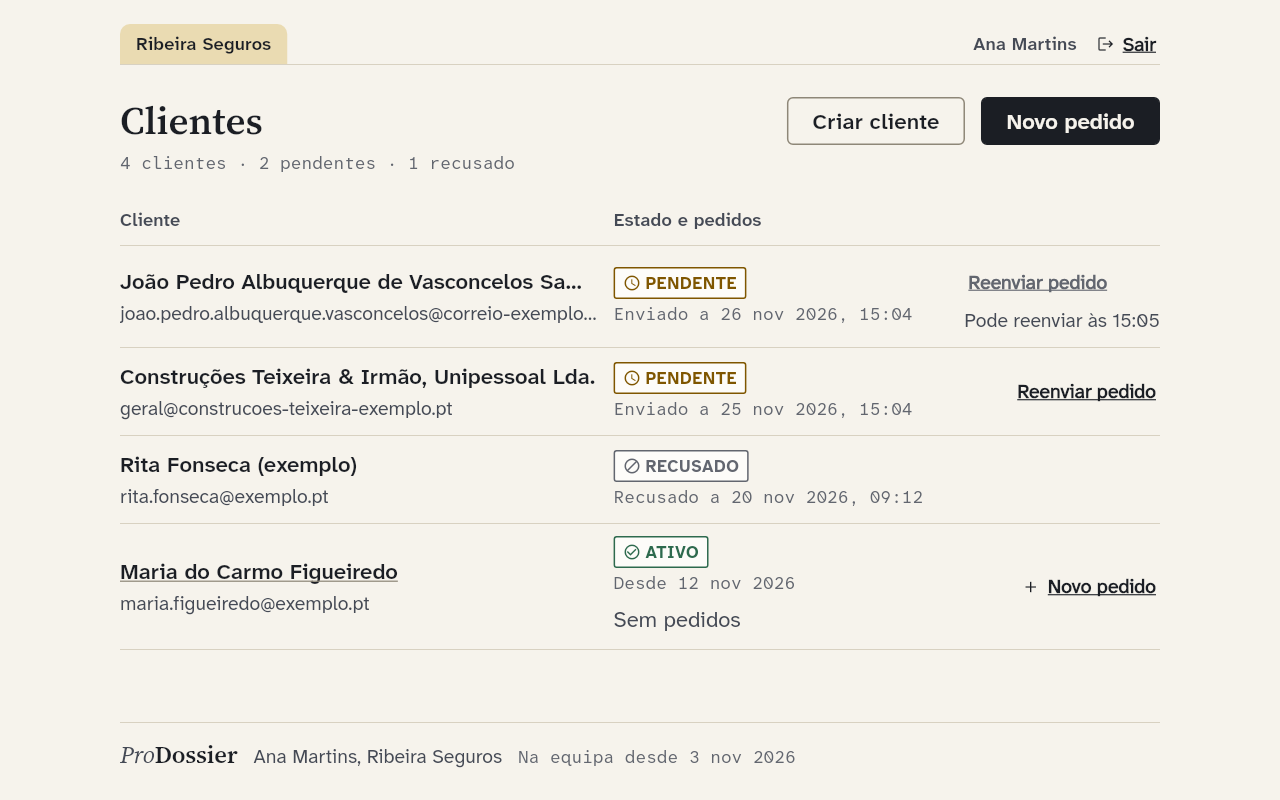 Ribeira Seguros
Ana Martins
Sair
Clientes
Criar cliente
Novo pedido
4 clientes · 2 pendentes · 1 recusado
Cliente
Estado e pedidos
João Pedro Albuquerque de Vasconcelos Sa...
joao.pedro.albuquerque.vasconcelos@correio-exemplo...
PENDENTE
Enviado a 26 nov 2026, 15:04
Reenviar pedido
Pode reenviar às 15:05
Construções Teixeira & Irmão, Unipessoal Lda.
geral@construcoes-teixeira-exemplo.pt
PENDENTE
Enviado a 25 nov 2026, 15:04
Reenviar pedido
Rita Fonseca (exemplo)
rita.fonseca@exemplo.pt
RECUSADO
Recusado a 20 nov 2026, 09:12
Maria do Carmo Figueiredo
maria.figueiredo@exemplo.pt
ATIVO
Desde 12 nov 2026
Sem pedidos
+ Novo pedido
ProDossier Ana Martins, Ribeira Seguros Na equipa desde 3 nov 2026